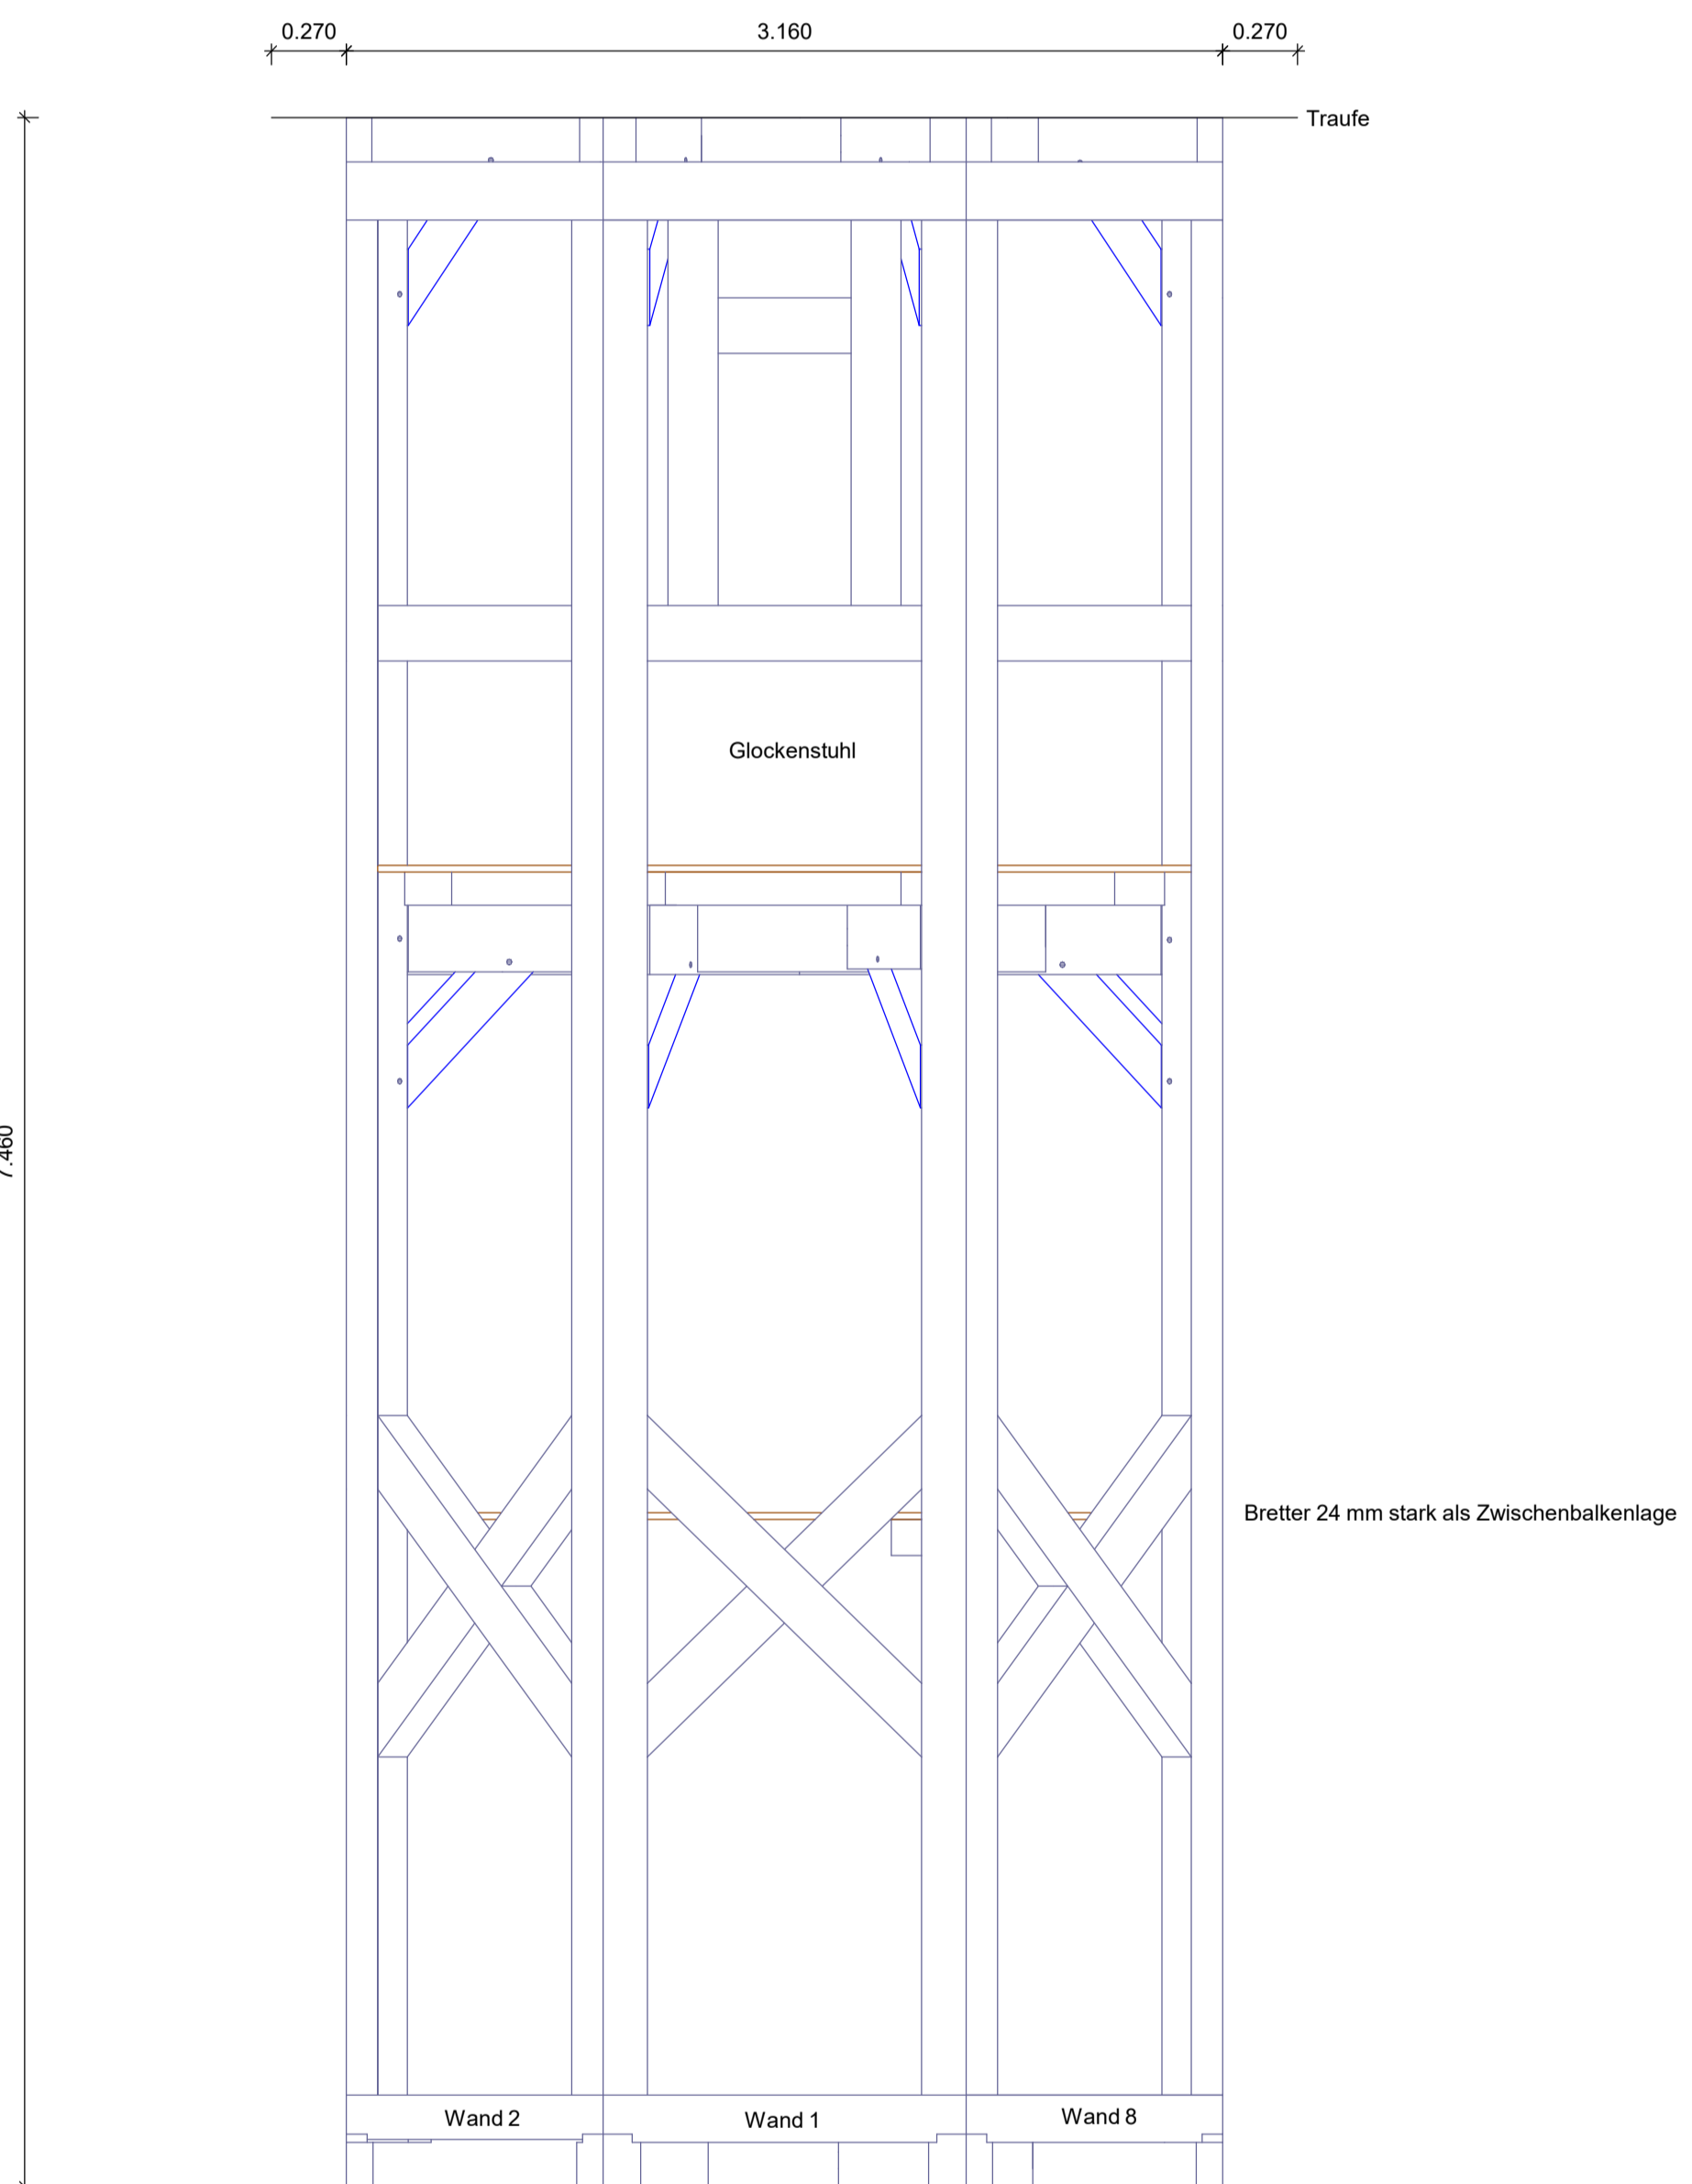 0.270 3.160 0.270
Traufe
Glockenstuhl
7.460
Bretter 24 mm stark als Zwischenbalkenlage
Wand 2 Wand 1 Wand 8